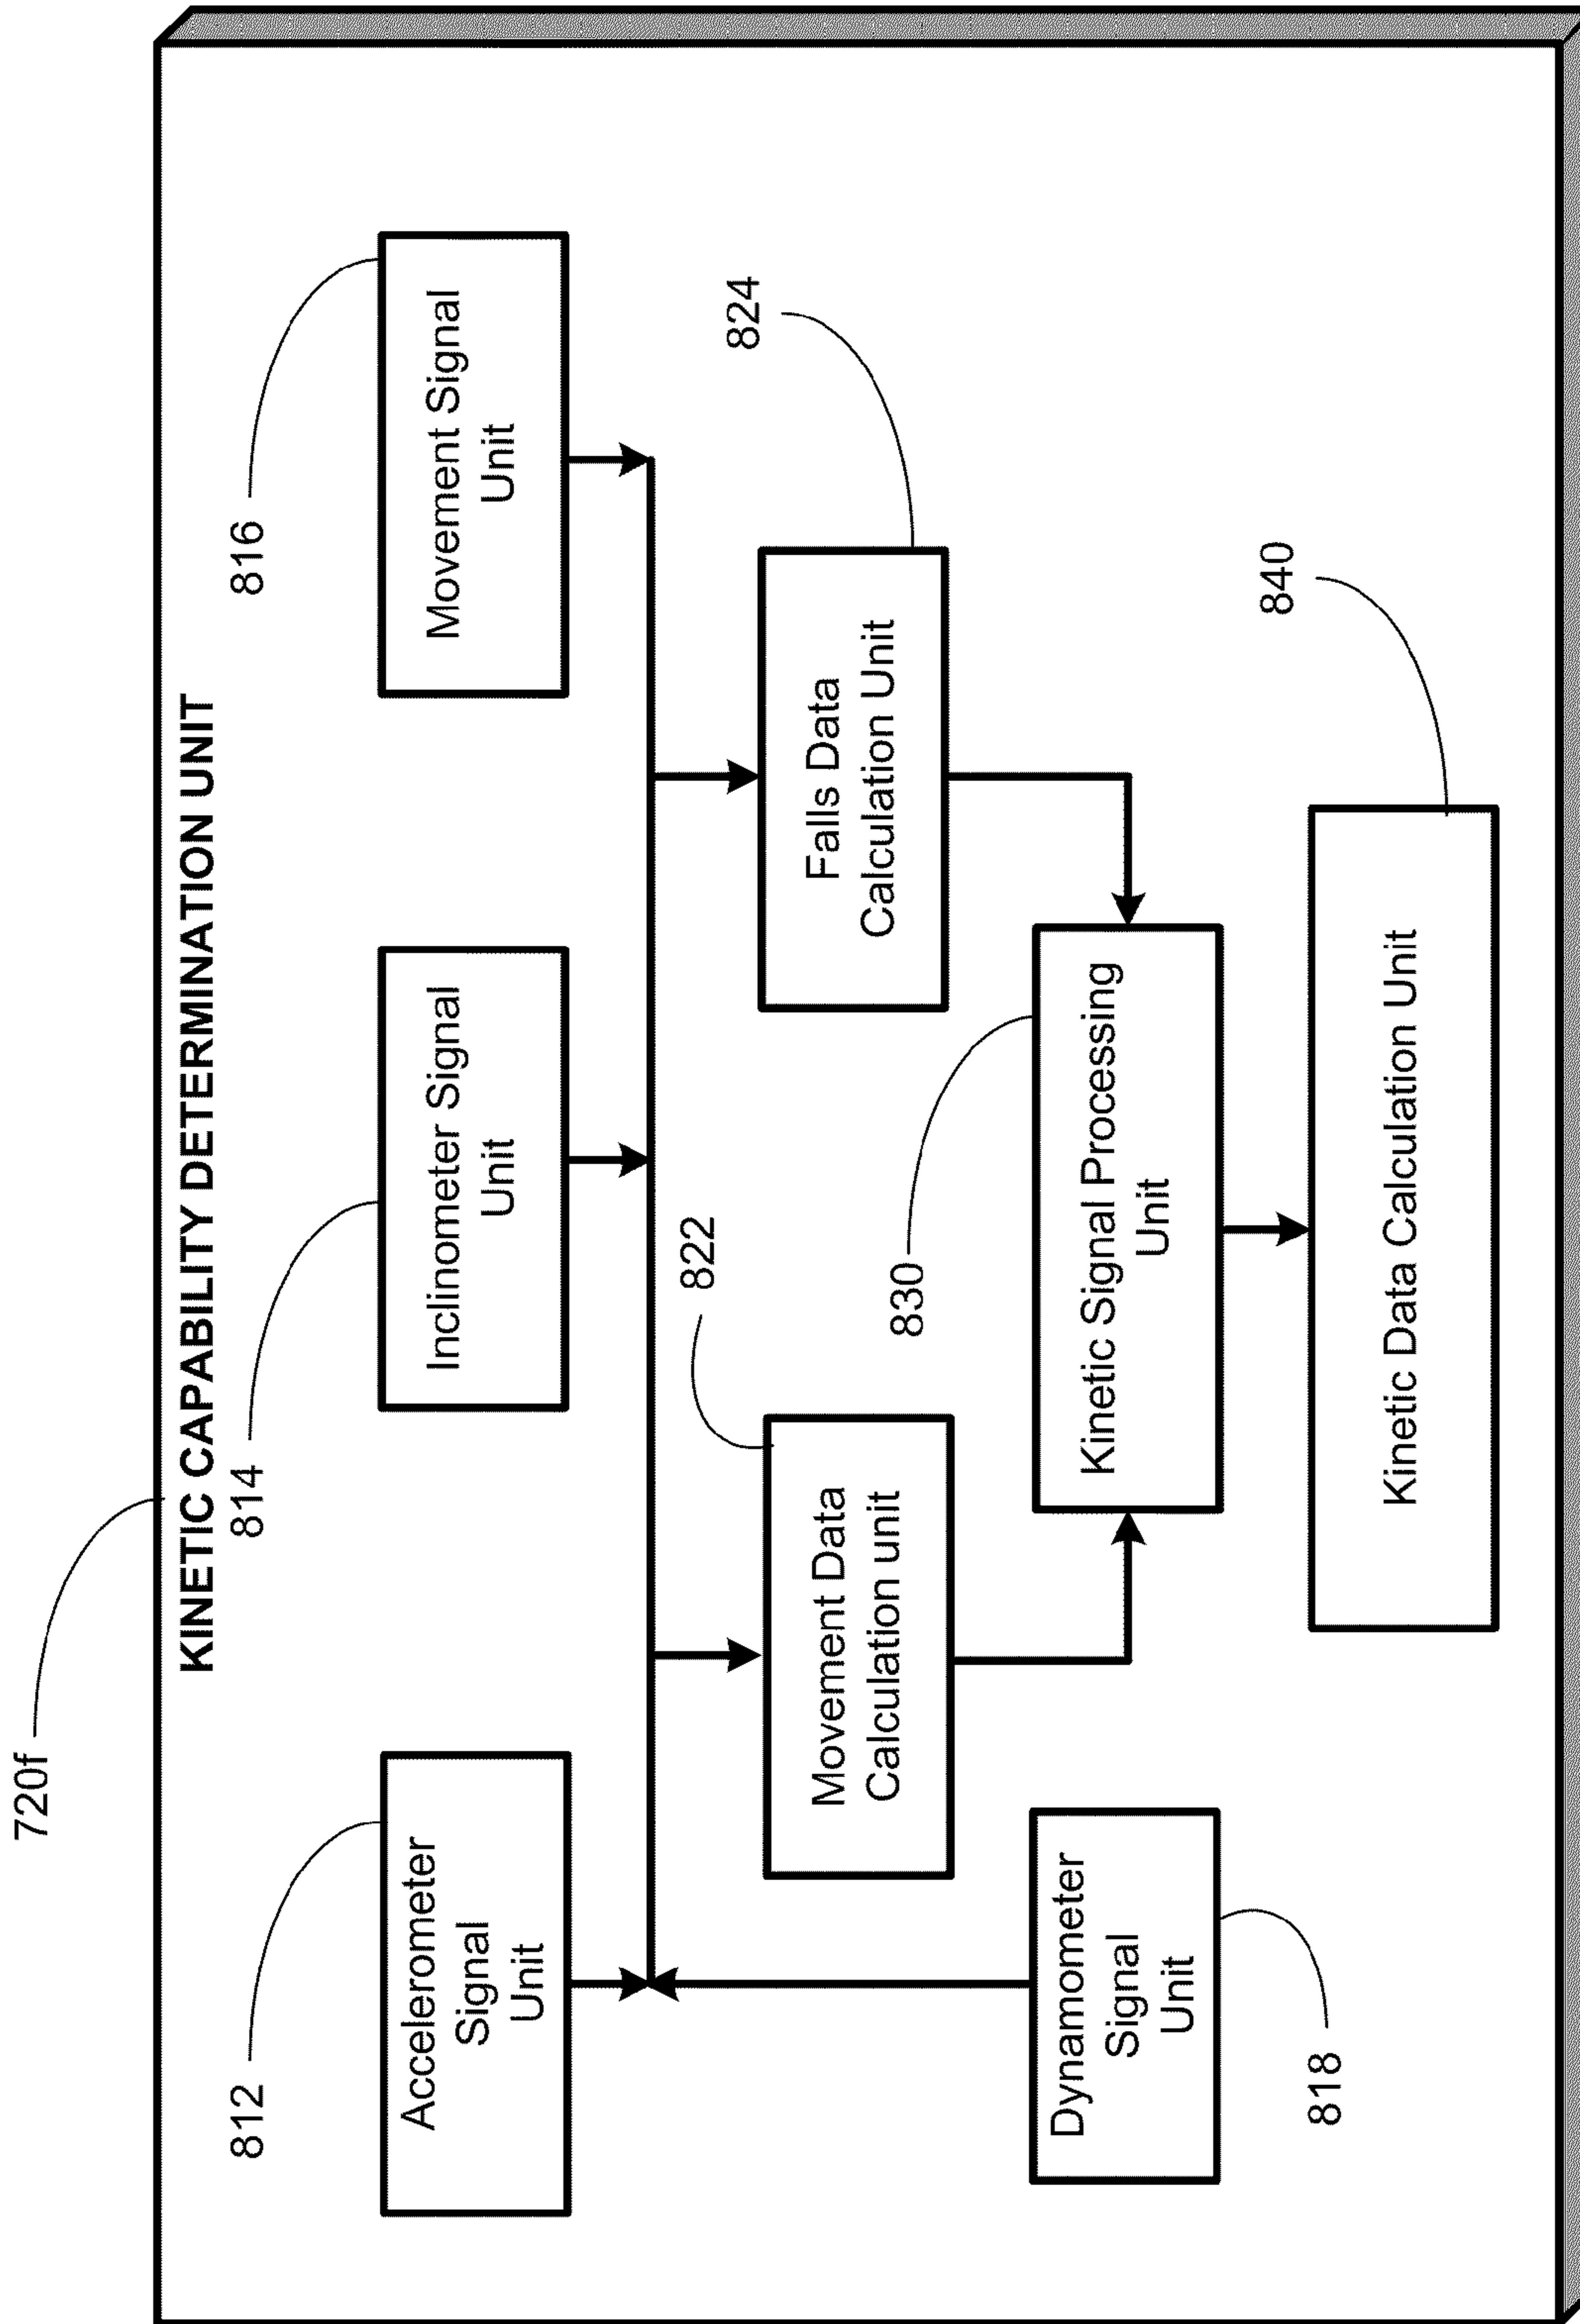 720f
KINETIC CAPABILITY DETERMINATION UNIT
812
814
816
Accelerometer
Signal
Unit
Inclinometer Signal
Unit
Movement Signal
Unit
822
824
Movement Data
Calculation unit
Falls Data
Calculation Unit
830
Dynamometer
Signal
Unit
Kinetic Signal Processing
Unit
818
840
Kinetic Data Calculation Unit